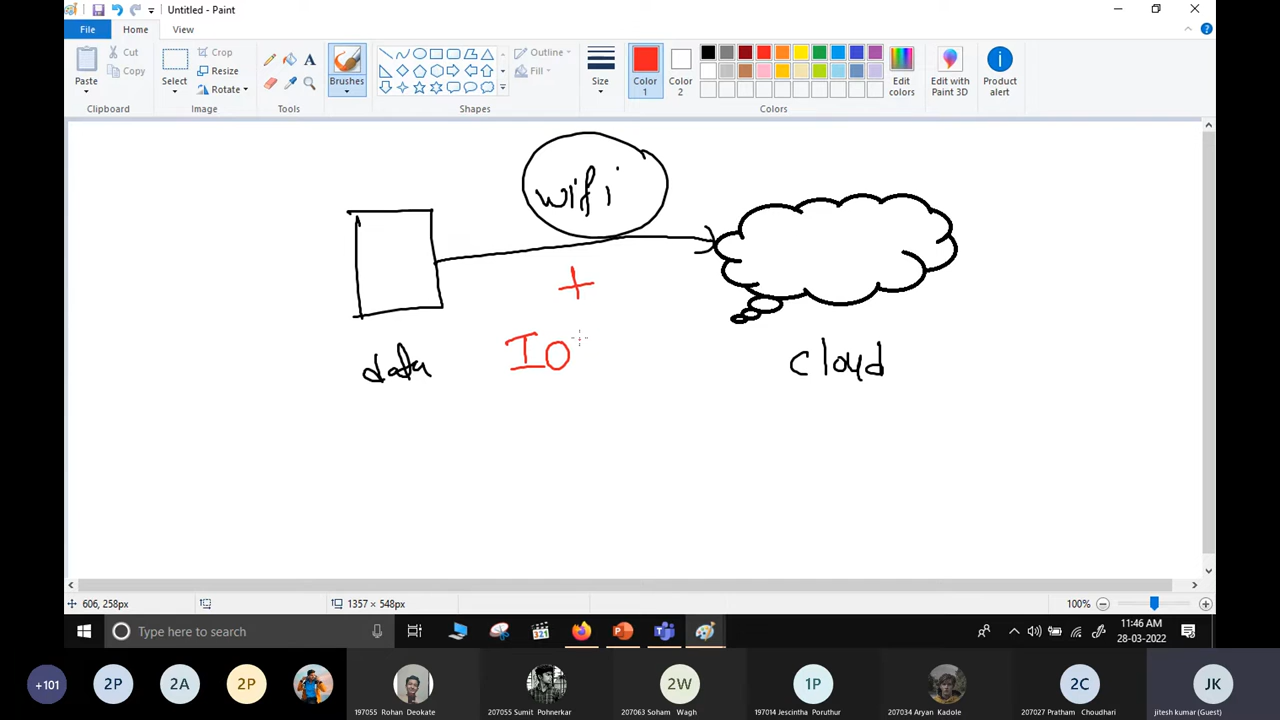 Untitled - Paint
File
Home
View
Paste
Cut
Copy
Clipboard
Select
Crop
Resize
Rotate
Image
Tools
Brushes
Outline
Fill
Shapes
Size
Color
1
Color
2
Edit
colors
Colors
Edit with
Paint 3D
Product
alert
wifi
+
IO
data
cloud
606, 258px
1357 × 548px
100%
Type here to search
321
11:46 AM
28-03-2022
+101
2P
2A
2P
197055 Rohan Deokate
207055 Sumit Pohnerkar
2W
207063 Soham Wagh
1P
197014 Jescintha Poruthur
207034 Aryan Kadole
2C
207027 Pratham Choudhari
JK
jitesh kumar (Guest)